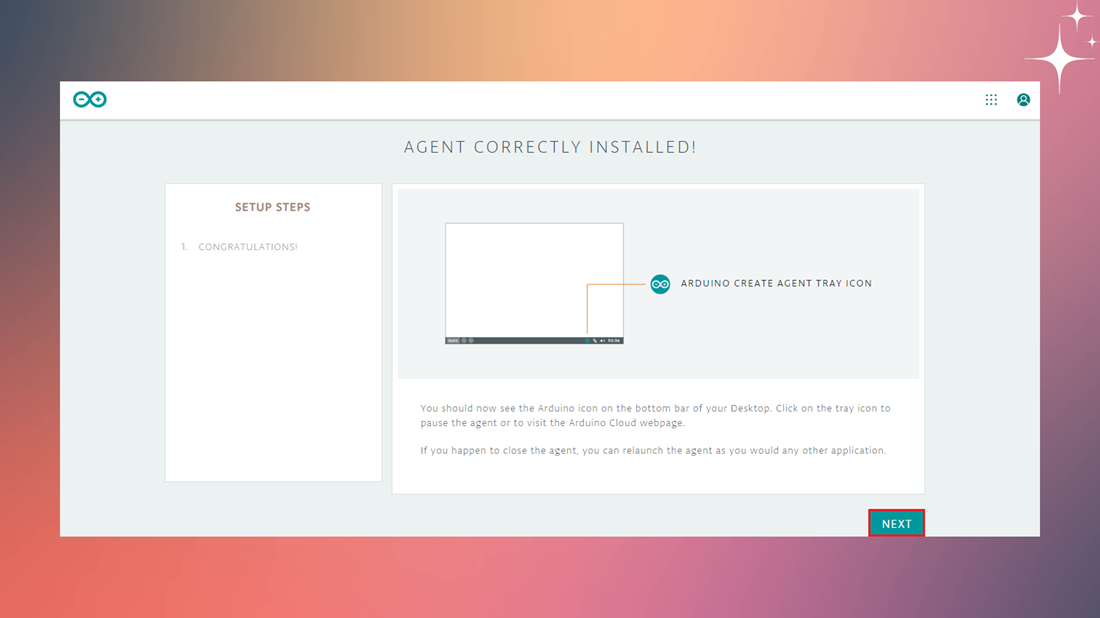 AGENT CORRECTLY INSTALLED!
SETUP STEPS
1. CONGRATULATIONS!
ARDUINO CREATE AGENT TRAY ICON
You should now see the Arduino icon on the bottom bar of your Desktop. Click on the tray icon to
pause the agent or to visit the Arduino Cloud webpage.
If you happen to close the agent, you can relaunch the agent as you would any other application.
NEXT